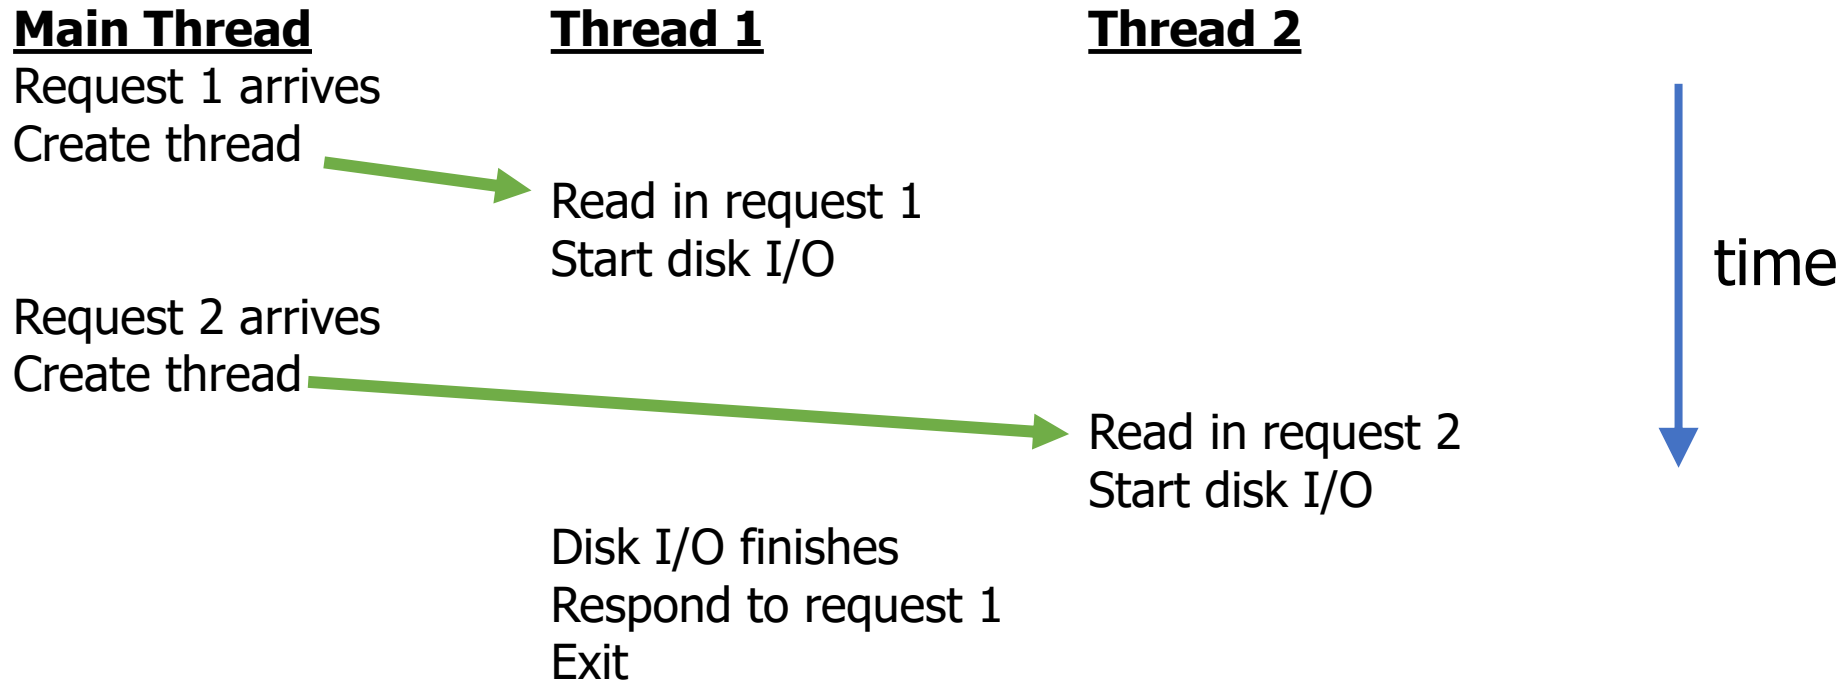 Main Thread Thread 1 Thread 2
Request 1 arrives
Create thread
Read in request 1
Start disk I/O
time
Request 2 arrives
Create thread
Read in request 2
Start disk I/O
Disk I/O finishes
Respond to request 1
Exit